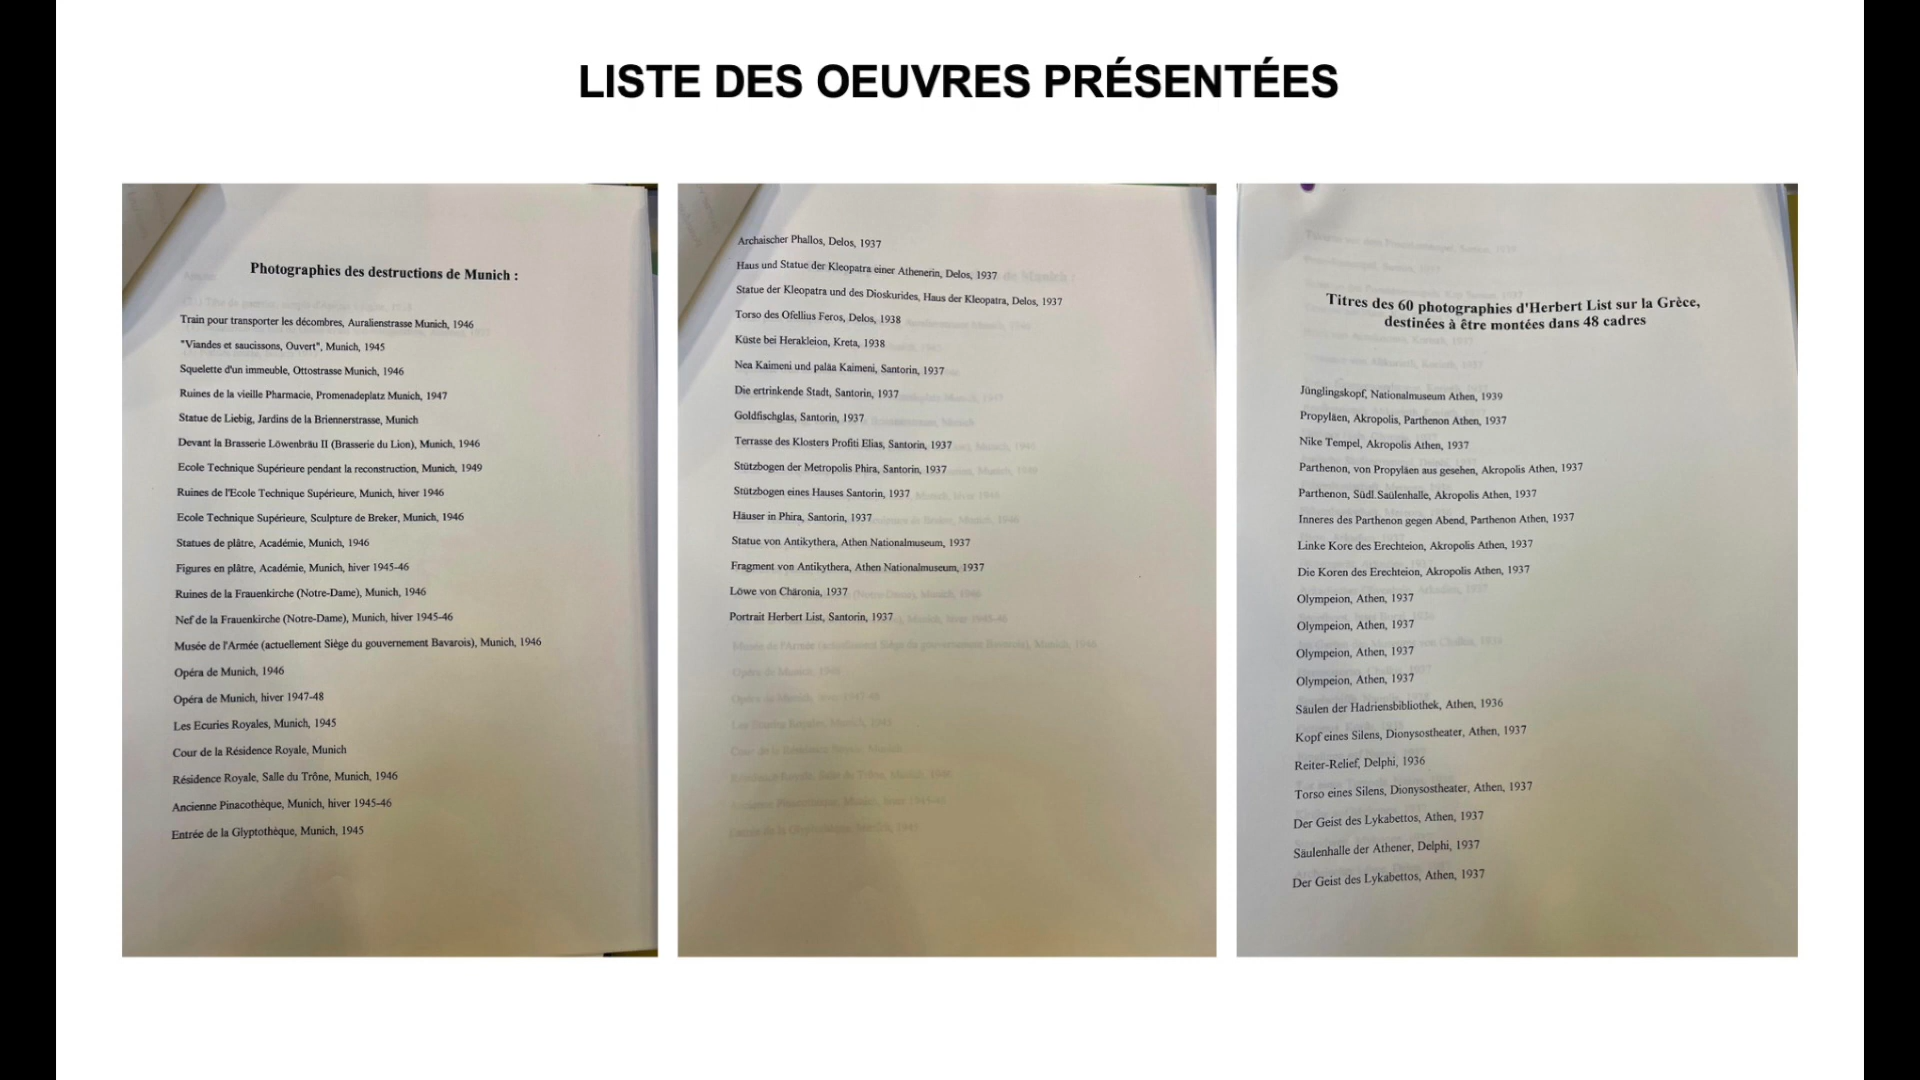 LISTE DES OEUVRES PRÉSENTÉES
Photographies des destructions de Munich :
Train pour transporter les décombres, Auralienstrasse Munich, 1946
"Viandes et saucissons, Ouvert", Munich, 1945
Squelette d'un immeuble, Ottostrasse Munich, 1946
Ruines de la vieille Pharmacie, Promenadeplatz Munich, 1947
Statue de Liebig, Jardins de la Briennerstrasse, Munich
Devant la Brasserie Löwenbräu II (Brasserie du Lion), Munich, 1946
Ecole Technique Supérieure pendant la reconstruction, Munich, 1949
Ruines de l'Ecole Technique Supérieure, Munich, hiver 1946
Ecole Technique Supérieure, Sculpture de Breker, Munich, 1946
Statues de plâtre, Académie, Munich, 1946
Figures en plâtre, Académie, Munich, hiver 1945-46
Ruines de la Frauenkirche (Notre-Dame), Munich, 1946
Nef de la Frauenkirche (Notre-Dame), Munich, hiver 1945-46
Musée de l'Armée (actuellement Siège du gouvernement Bavarois), Munich, 1946
Opéra de Munich, 1946
Opéra de Munich, hiver 1947-48
Les Ecuries Royales, Munich, 1945
Cour de la Résidence Royale, Munich
Résidence Royale, Salle du Trône, Munich, 1946
Ancienne Pinacothèque, Munich, hiver 1945-46
Entrée de la Glyptothèque, Munich, 1945
Archaischer Phallos, Delos, 1937
Haus und Statue der Kleopatra einer Athenerin, Delos, 1937
Statue der Kleopatra und des Dioskurides, Haus der Kleopatra, Delos, 1937
Torso des Ofellius Feros, Delos, 1938
Küste bei Herakleion, Kreta, 1938
Nea Kaimeni und paläa Kaimeni, Santorin, 1937
Die ertrinkende Stadt, Santorin, 1937
Goldfischglas, Santorin, 1937
Terrasse des Klosters Profiti Elias, Santorin, 1937
Stützbogen der Metropolis Phira, Santorin, 1937
Stützbogen eines Hauses Santorin, 1937
Häuser in Phira, Santorin, 1937
Statue von Antikythera, Athen Nationalmuseum, 1937
Fragment von Antikythera, Athen Nationalmuseum, 1937
Löwe von Chäronia, 1937
Portrait Herbert List, Santorin, 1937
Titres des 60 photographies d'Herbert List sur la Grèce,
destinées à être montées dans 48 cadres
Jünglingskopf, Nationalmuseum Athen, 1939
Propyläen, Akropolis, Parthenon Athen, 1937
Nike Tempel, Akropolis Athen, 1937
Parthenon, von Propyläen aus gesehen, Akropolis Athen, 1937
Parthenon, Südl.Saülenhalle, Akropolis Athen, 1937
Inneres des Parthenon gegen Abend, Parthenon Athen, 1937
Linke Kore des Erechteion, Akropolis Athen, 1937
Die Koren des Erechteion, Akropolis Athen, 1937
Olympeion, Athen, 1937
Olympeion, Athen, 1937
Olympeion, Athen, 1937
Olympeion, Athen, 1937
Säulen der Hadriensbibliothek, Athen, 1936
Kopf eines Silens, Dionysostheater, Athen, 1937
Reiter-Relief, Delphi, 1936
Torso eines Silens, Dionysostheater, Athen, 1937
Der Geist des Lykabettos, Athen, 1937
Säulenhalle der Athener, Delphi, 1937
Der Geist des Lykabettos, Athen, 1937